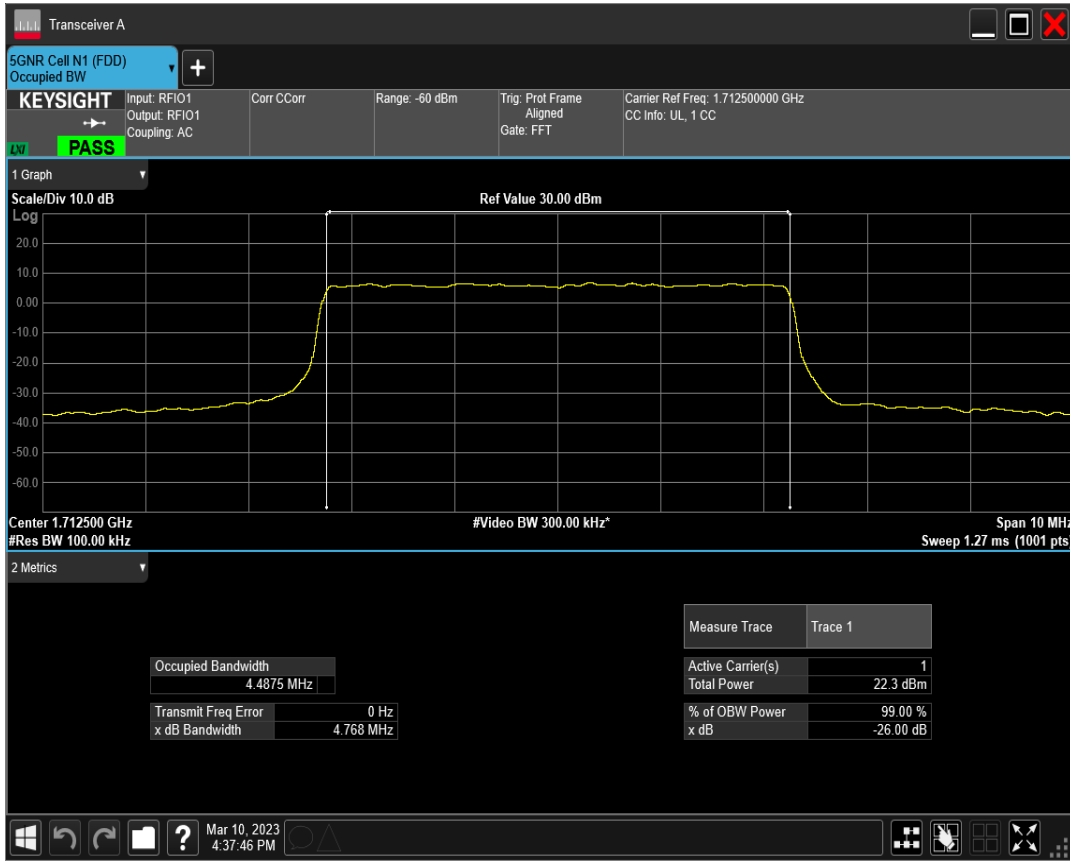 Transceiver A
5GNR Cell N1 (FDD)
Occupied BW
+
KEYSIGHT
LXI
PASS
Input: RFIO1
Output: RFIO1
Coupling: AC
Corr CCorr
Range: -60 dBm
Trig: Prot Frame
Aligned
Gate: FFT
Carrier Ref Freq: 1.712500000 GHz
CC Info: UL, 1 CC
1 Graph
Scale/Div 10.0 dB
Ref Value 30.00 dBm
Log
20.0
10.0
0.00
-10.0
-20.0
-30.0
-40.0
-50.0
-60.0
Center 1.712500 GHz
#Video BW 300.00 kHz*
Span 10 MHz
#Res BW 100.00 kHz
Sweep 1.27 ms (1001 pts)
2 Metrics
Measure Trace Trace 1
Occupied Bandwidth
4.4875 MHz
Active Carrier(s) 1
Total Power 22.3 dBm
Transmit Freq Error 0 Hz
x dB Bandwidth 4.768 MHz
% of OBW Power 99.00 %
x dB -26.00 dB
?
Mar 10, 2023
4:37:46 PM